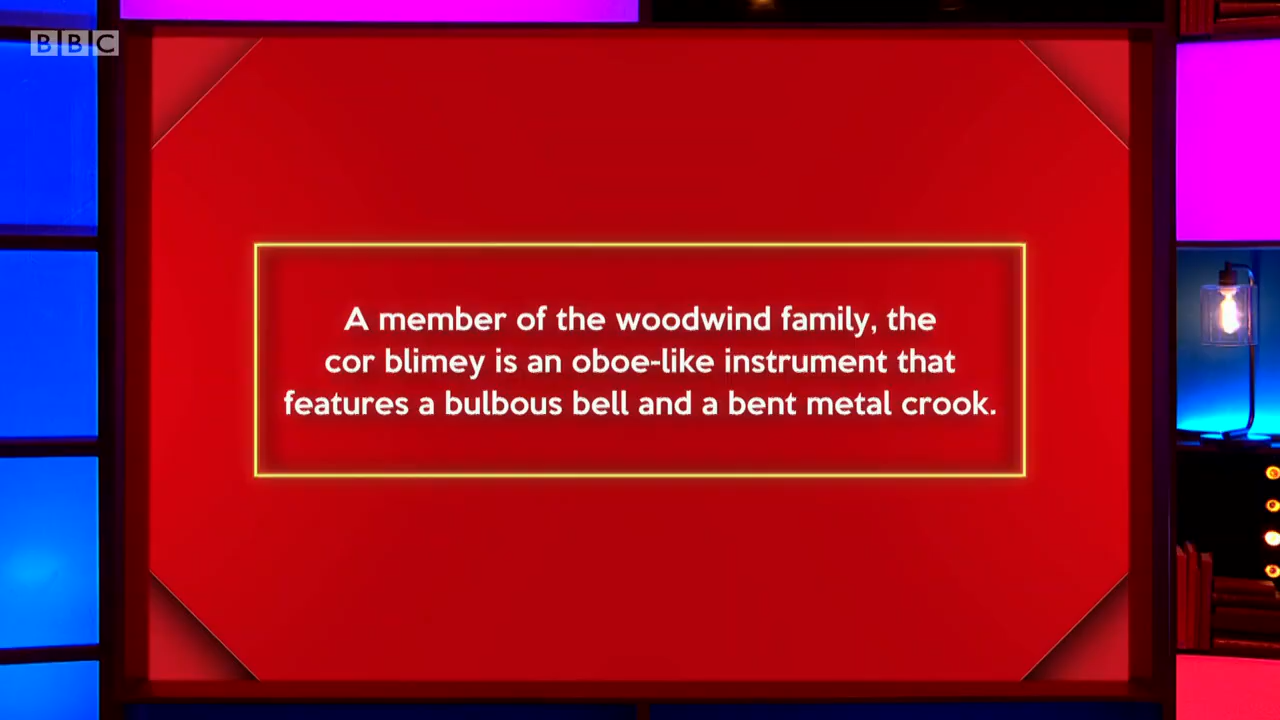 BBC
A member of the woodwind family, the
cor blimey is an oboe-like instrument that
features a bulbous bell and a bent metal crook.